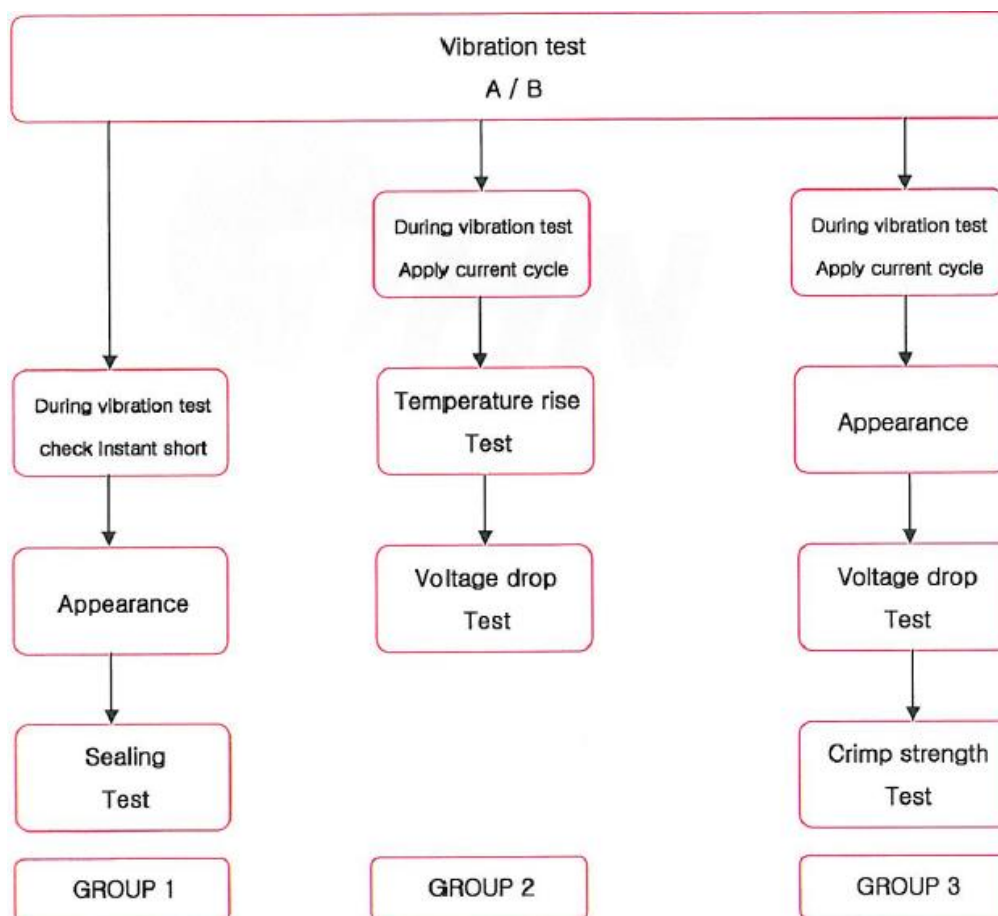 Vibration test
A / B
During vibration test
check instant short
Appearance
Sealing
Test
GROUP 1
During vibration test
Apply current cycle
Temperature rise
Test
Voltage drop
Test
GROUP 2
During vibration test
Apply current cycle
Appearance
Voltage drop
Test
Crimp strength
Test
GROUP 3